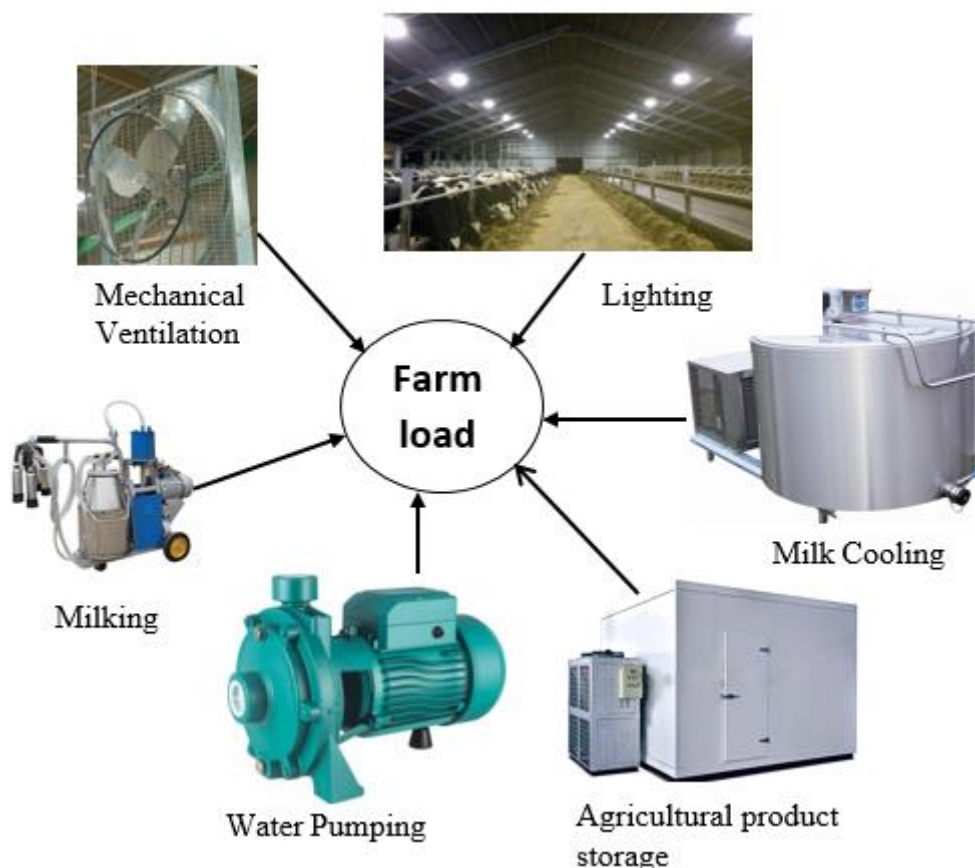 Mechanical
Ventilation
Lighting
Farm
load
Milk Cooling
Milking
Water Pumping
Agricultural product
storage